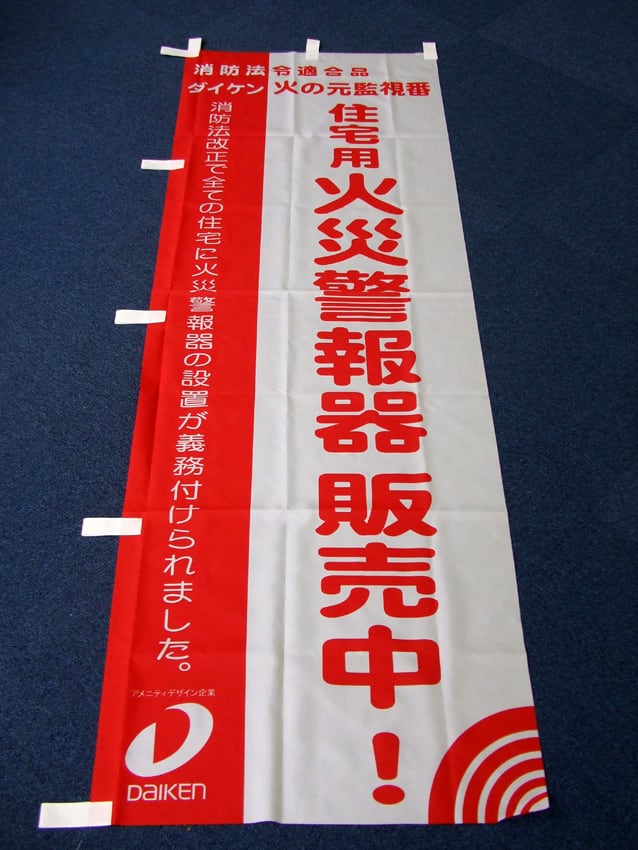 消防法令適合品
ダイケン 火の元監視番
住宅用火災警報器 販売中！
消防法改正で全ての住宅に火災警報器の設置が義務付けられました。
アメニティデザイン企業
DAIKEN